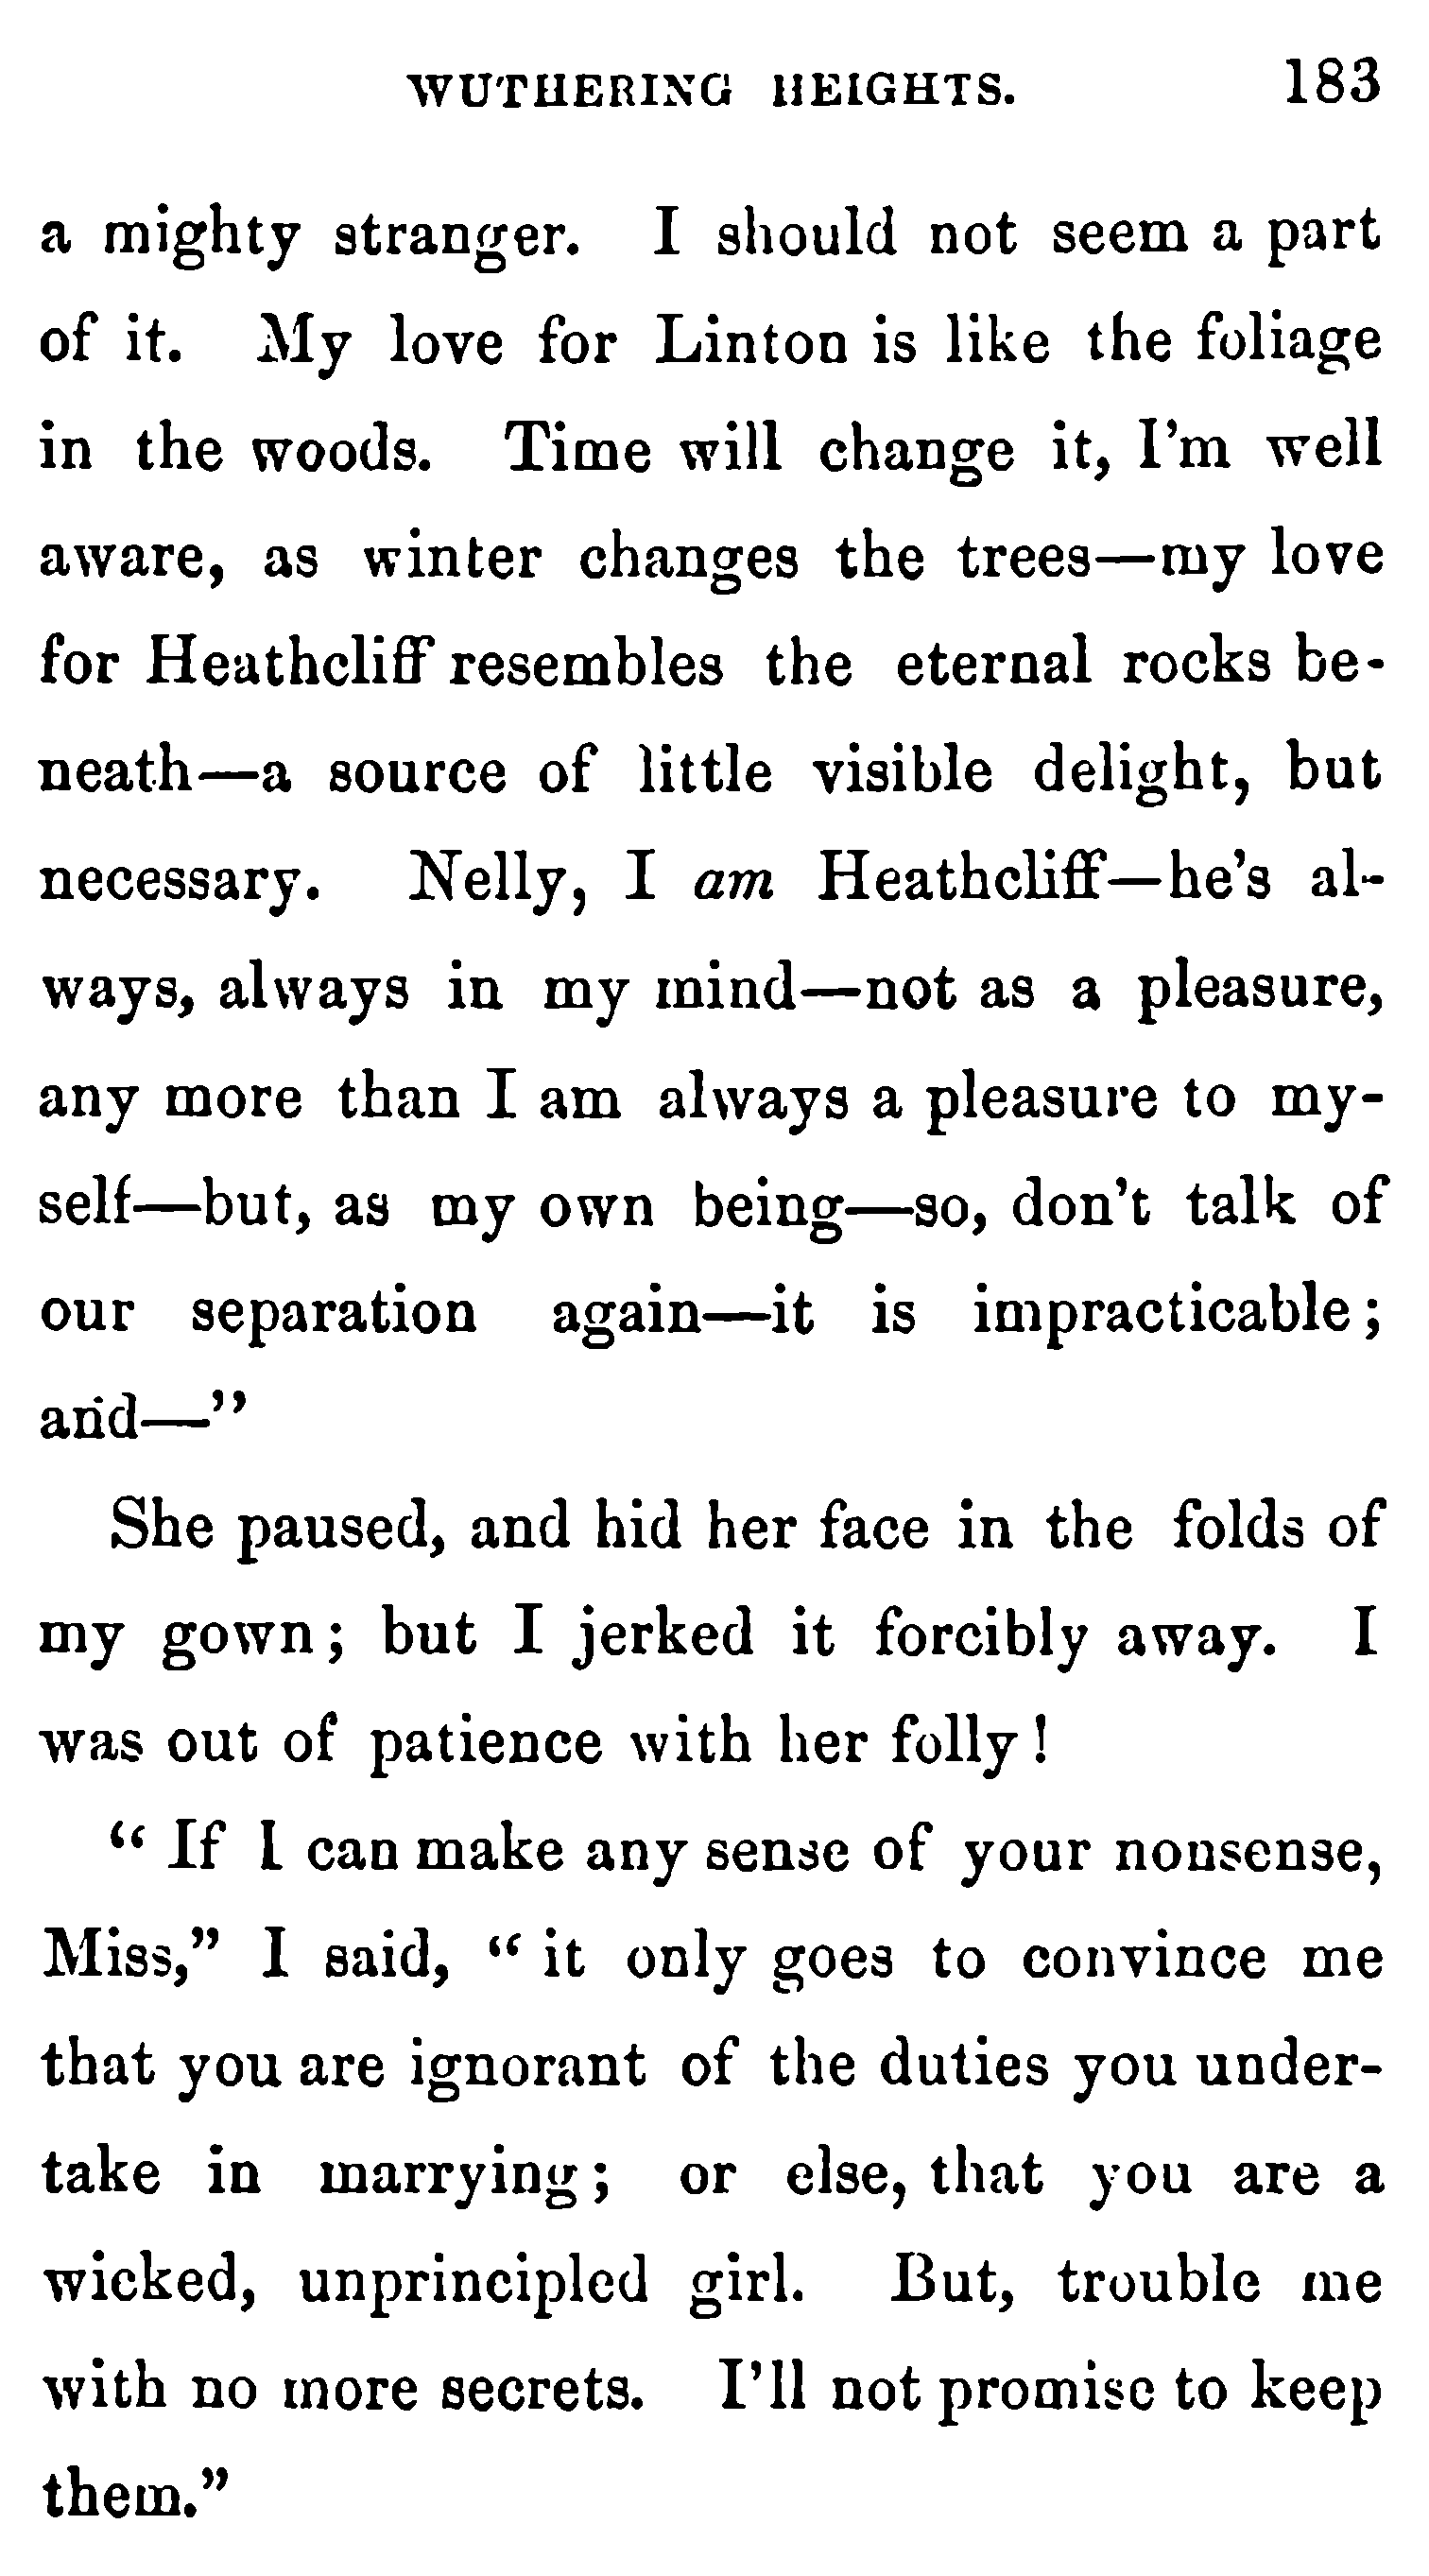 WUTHERING HEIGHTS. 183
a mighty stranger. I should not seem a part
of it. My love for Linton is like the foliage
in the woods. Time will change it, I'm well
aware, as winter changes the trees—my love
for Heathcliff resembles the eternal rocks be-
neath—a source of little visible delight, but
necessary. Nelly, I am Heathcliff—he's al-
ways, always in my mind—not as a pleasure,
any more than I am always a pleasure to my-
self—but, as my own being—so, don't talk of
our separation again—it is impracticable;
and—"
She paused, and hid her face in the folds of
my gown; but I jerked it forcibly away. I
was out of patience with her folly!
"If I can make any sense of your nonsense,
Miss," I said, "it only goes to convince me
that you are ignorant of the duties you under-
take in marrying; or else, that you are a
wicked, unprincipled girl. But, trouble me
with no more secrets. I'll not promise to keep
them."